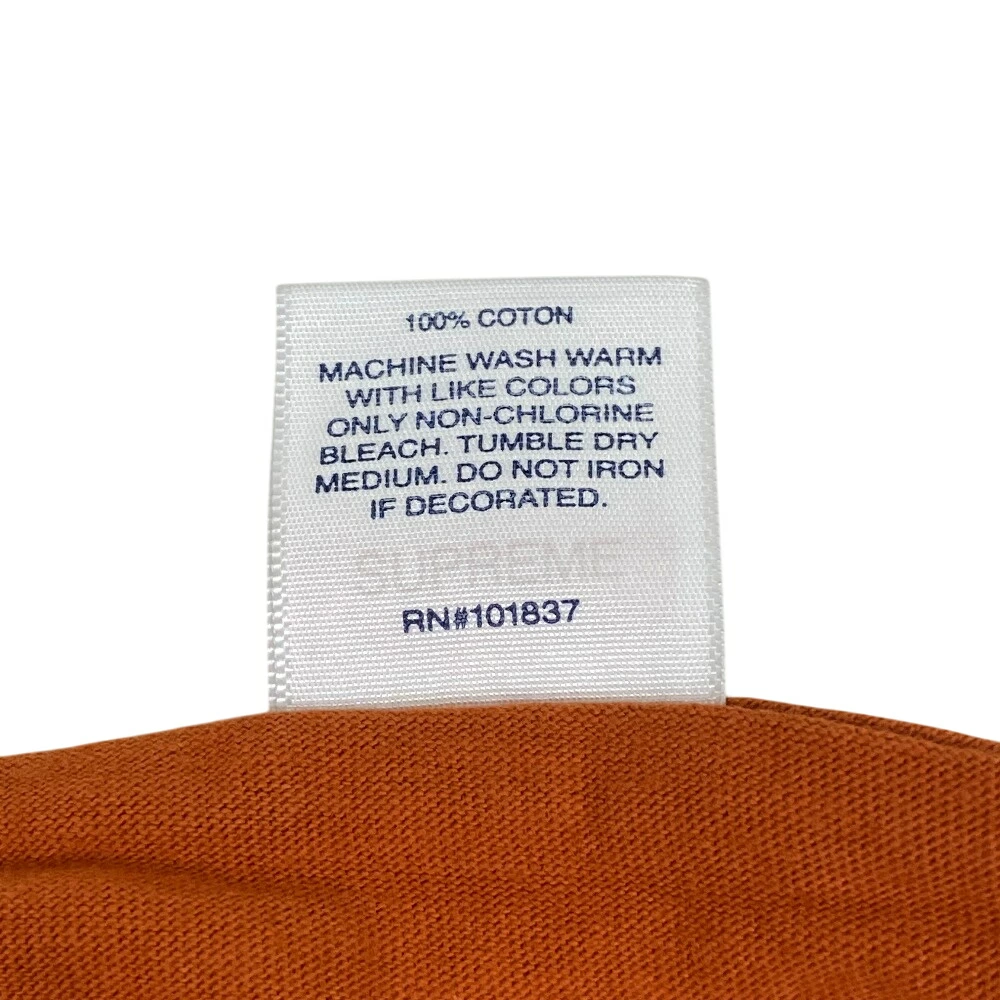 100% COTON
MACHINE WASH WARM
WITH LIKE COLORS
ONLY NON-CHLORINE
BLEACH. TUMBLE DRY
MEDIUM. DO NOT IRON
IF DECORATED.
SUPREME
RN#101837